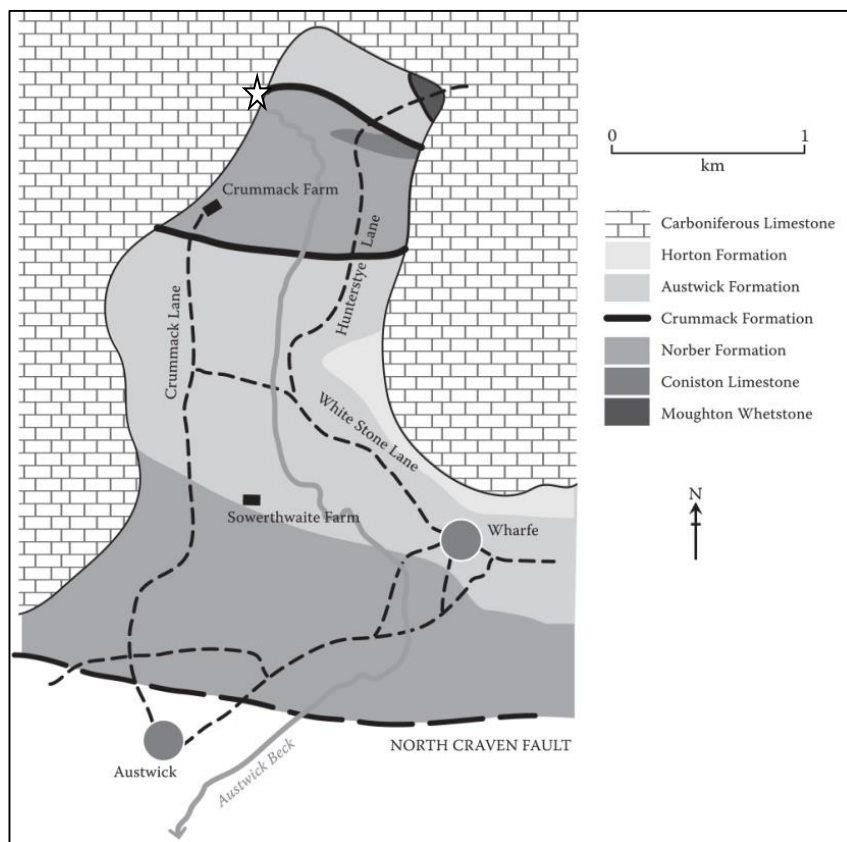 Crummack Farm
Hunterstye Lane
Crummack Lane
White Stone Lane
Sowerthwaite Farm
Wharfe
NORTH CRAVEN FAULT
Austwick
Austwick Beck
0 1
km
Carboniferous Limestone
Horton Formation
Austwick Formation
Crummack Formation
Norber Formation
Coniston Limestone
Moughton Whetstone
N